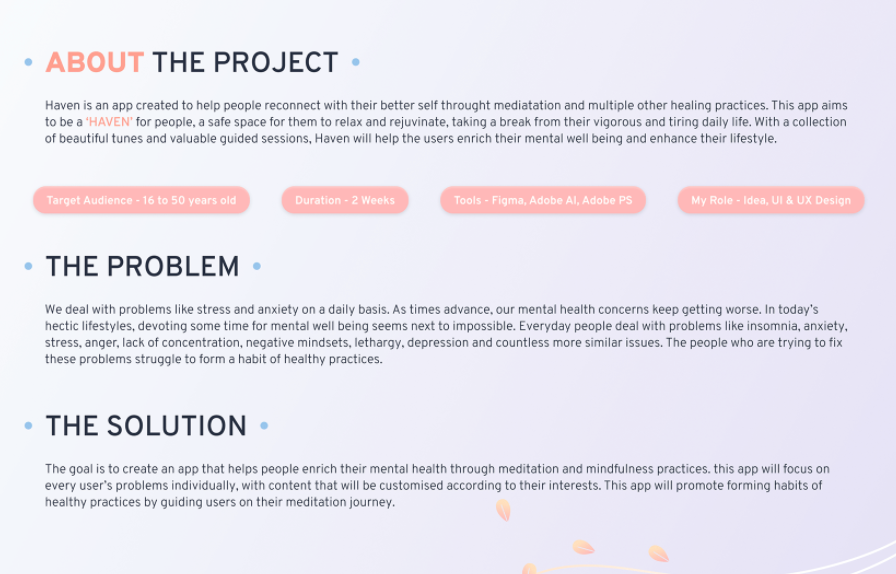 ABOUT THE PROJECT
Haven is an app created to help people reconnect with their better self throught mediatation and multiple other healing practices. This app aims
to be a ‘HAVEN’ for people, a safe space for them to relax and rejuvinate, taking a break from their vigorous and tiring daily life. With a collection
of beautiful tunes and valuable guided sessions, Haven will help the users enrich their mental well being and enhance their lifestyle.
Target Audience - 16 to 50 years old
Duration - 2 Weeks
Tools - Figma, Adobe AI, Adobe PS
My Role - Idea, UI & UX Design
THE PROBLEM
We deal with problems like stress and anxiety on a daily basis. As times advance, our mental health concerns keep getting worse. In today’s
hectic lifestyles, devoting some time for mental well being seems next to impossible. Everyday people deal with problems like insomnia, anxiety,
stress, anger, lack of concentration, negative mindsets, lethargy, depression and countless more similar issues. The people who are trying to fix
these problems struggle to form a habit of healthy practices.
THE SOLUTION
The goal is to create an app that helps people enrich their mental health through meditation and mindfulness practices. this app will focus on
every user’s problems individually, with content that will be customised according to their interests. This app will promote forming habits of
healthy practices by guiding users on their meditation journey.